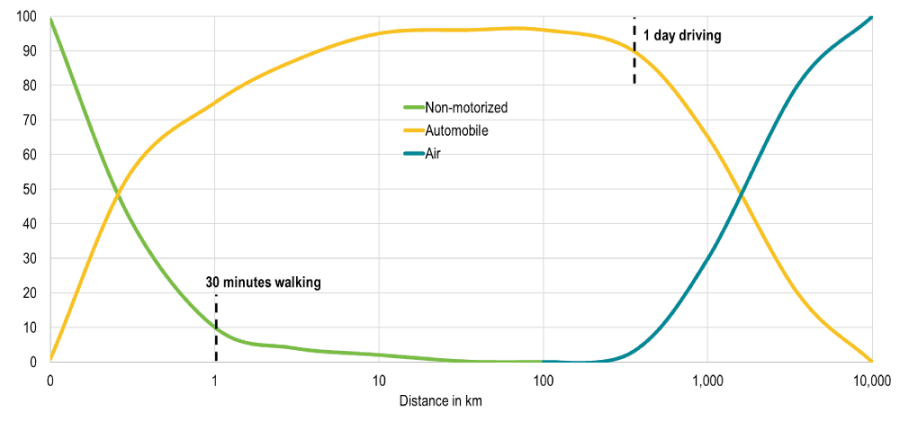 100
1 day driving
90
80
70
Non-motorized
Automobile
60
Air
50
40
30
30 minutes walking
20
10
0
0
1
10
100
1,000
10,000
Distance in km